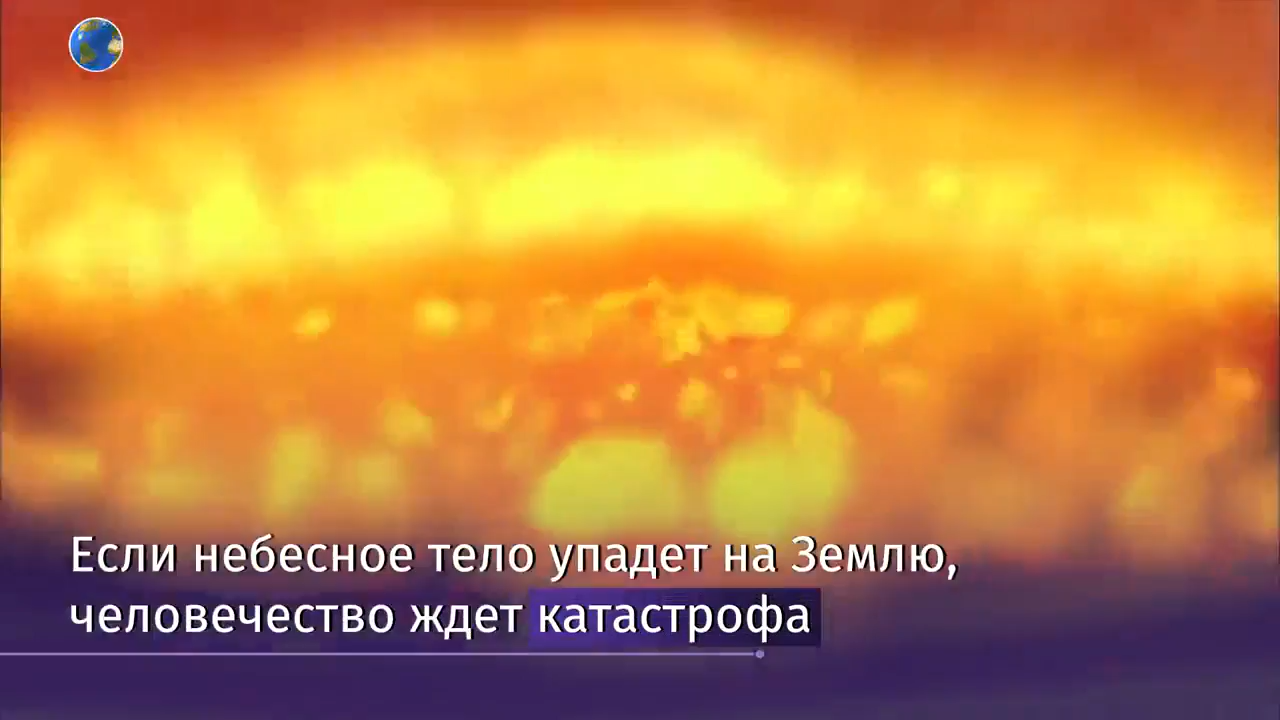 Если небесное тело упадет на Землю,
человечество ждет катастрофа